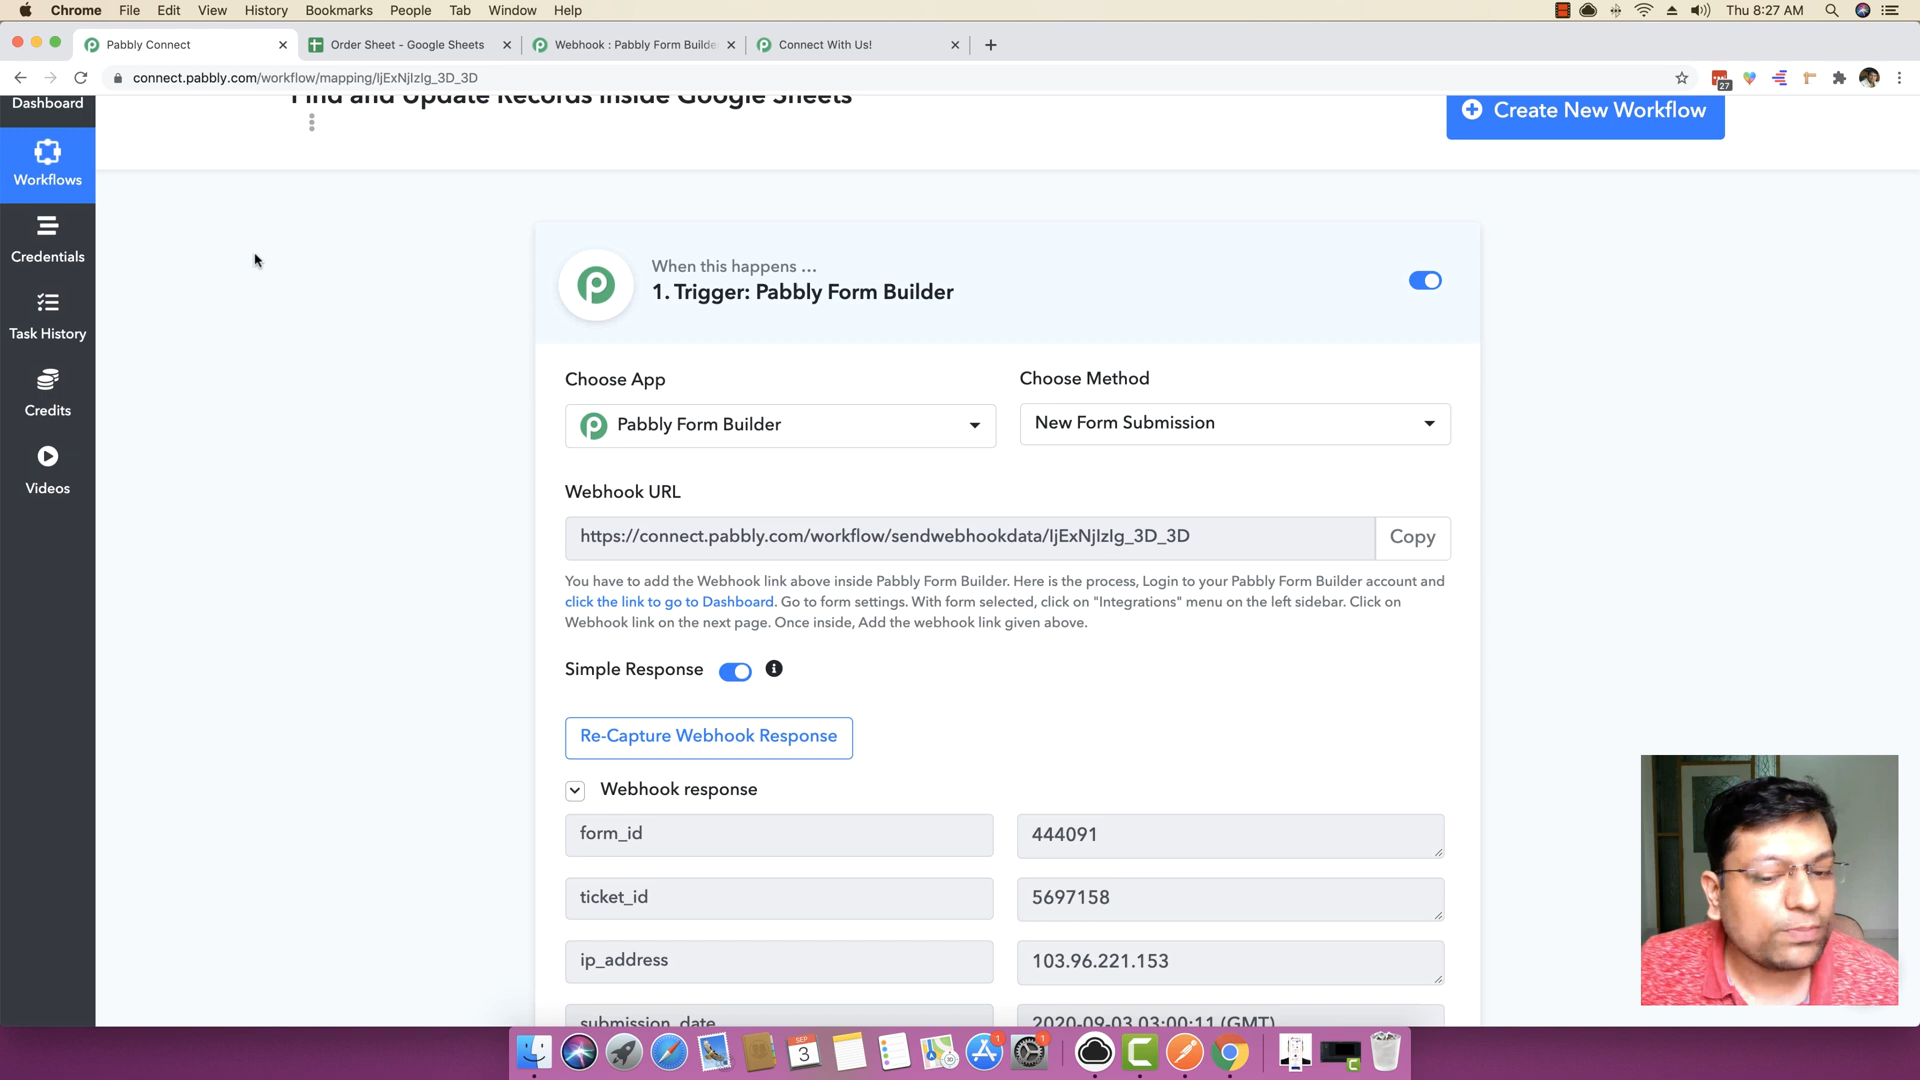 Chrome File Edit View History Bookmarks People Tab Window Help Thu 8:27 AM
Pabbly Connect Order Sheet - Google Sheets Webhook : Pabbly Form Builde Connect With Us!
connect.pabbly.com/workflow/mapping/IjExNjIzIg_3D_3D
27
Find and Update Records inside Google Sheets
Create New Workflow
Dashboard
Workflows
Credentials
Task History
Credits
Videos
When this happens ...
1. Trigger: Pabbly Form Builder
Choose App
Choose Method
Pabbly Form Builder
New Form Submission
Webhook URL
https://connect.pabbly.com/workflow/sendwebhookdata/IjExNjIzIg_3D_3D
Copy
You have to add the Webhook link above inside Pabbly Form Builder. Here is the process, Login to your Pabbly Form Builder account and
click the link to go to Dashboard. Go to form settings. With form selected, click on "Integrations" menu on the left sidebar. Click on
Webhook link on the next page. Once inside, Add the webhook link given above.
Simple Response
Re-Capture Webhook Response
Webhook response
form_id 444091
ticket_id 5697158
ip_address 103.96.221.153
submission_date 2020-09-03 03:00:11 (GMT)
SEP
3
1
1